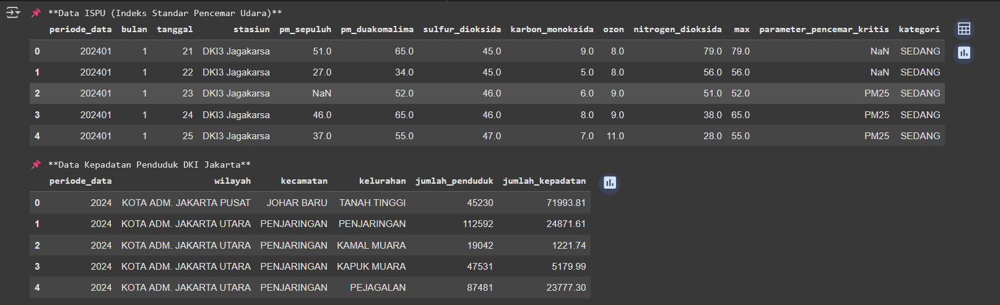 📌 **Data ISPU (Indeks Standar Pencemar Udara)**
periode_data bulan tanggal stasiun pm_sepuluh pm_duakomalima sulfur_dioksida karbon_monoksida ozon nitrogen_dioksida max parameter_pencemar_kritis kategori
0 202401 1 21 DKI3 Jagakarsa 51.0 65.0 45.0 9.0 8.0 79.0 79.0 NaN SEDANG
1 202401 1 22 DKI3 Jagakarsa 27.0 34.0 45.0 5.0 8.0 56.0 56.0 NaN SEDANG
2 202401 1 23 DKI3 Jagakarsa NaN 52.0 46.0 6.0 9.0 51.0 52.0 PM25 SEDANG
3 202401 1 24 DKI3 Jagakarsa 46.0 65.0 46.0 8.0 9.0 38.0 65.0 PM25 SEDANG
4 202401 1 25 DKI3 Jagakarsa 37.0 55.0 47.0 7.0 11.0 28.0 55.0 PM25 SEDANG
📌 **Data Kepadatan Penduduk DKI Jakarta**
periode_data wilayah kecamatan kelurahan jumlah_penduduk jumlah_kepadatan
0 2024 KOTA ADM. JAKARTA PUSAT JOHAR BARU TANAH TINGGI 45230 71993.81
1 2024 KOTA ADM. JAKARTA UTARA PENJARINGAN PENJARINGAN 112592 24871.61
2 2024 KOTA ADM. JAKARTA UTARA PENJARINGAN KAMAL MUARA 19042 1221.74
3 2024 KOTA ADM. JAKARTA UTARA PENJARINGAN KAPUK MUARA 47531 5179.99
4 2024 KOTA ADM. JAKARTA UTARA PENJARINGAN PEJAGALAN 87481 23777.30